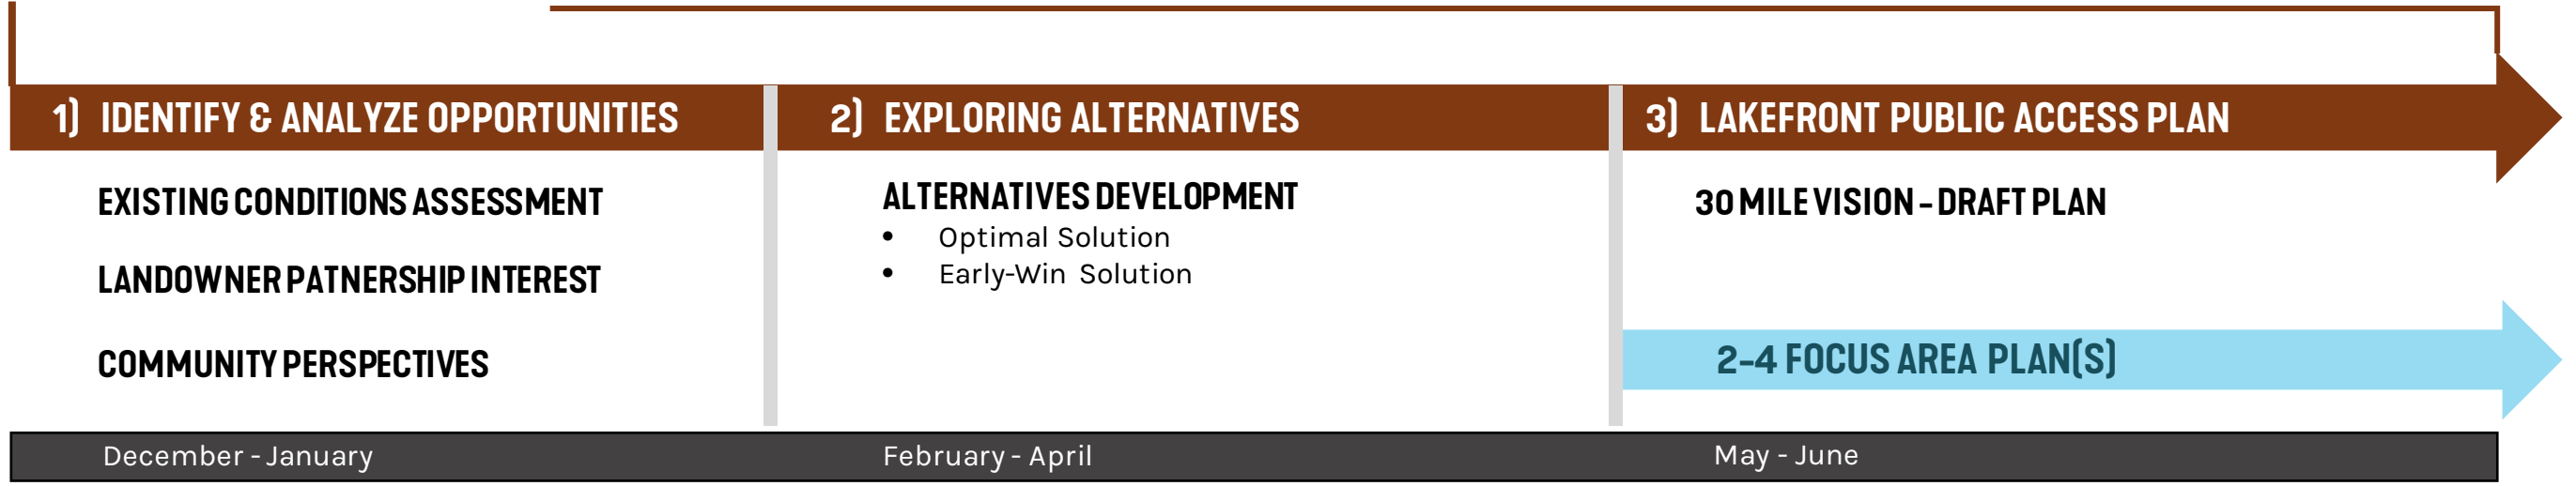 1) IDENTIFY & ANALYZE OPPORTUNITIES
2) EXPLORING ALTERNATIVES
3) LAKEFRONT PUBLIC ACCESS PLAN
EXISTING CONDITIONS ASSESSMENT
LANDOWNER PATNERSHIP INTEREST
COMMUNITY PERSPECTIVES
ALTERNATIVES DEVELOPMENT
• Optimal Solution
• Early-Win Solution
30 MILE VISION - DRAFT PLAN
2-4 FOCUS AREA PLAN(S)
December - January
February - April
May - June